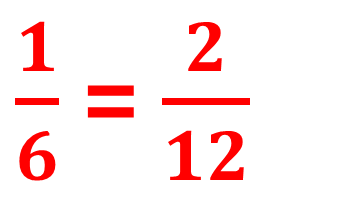 1/6 = 2/12